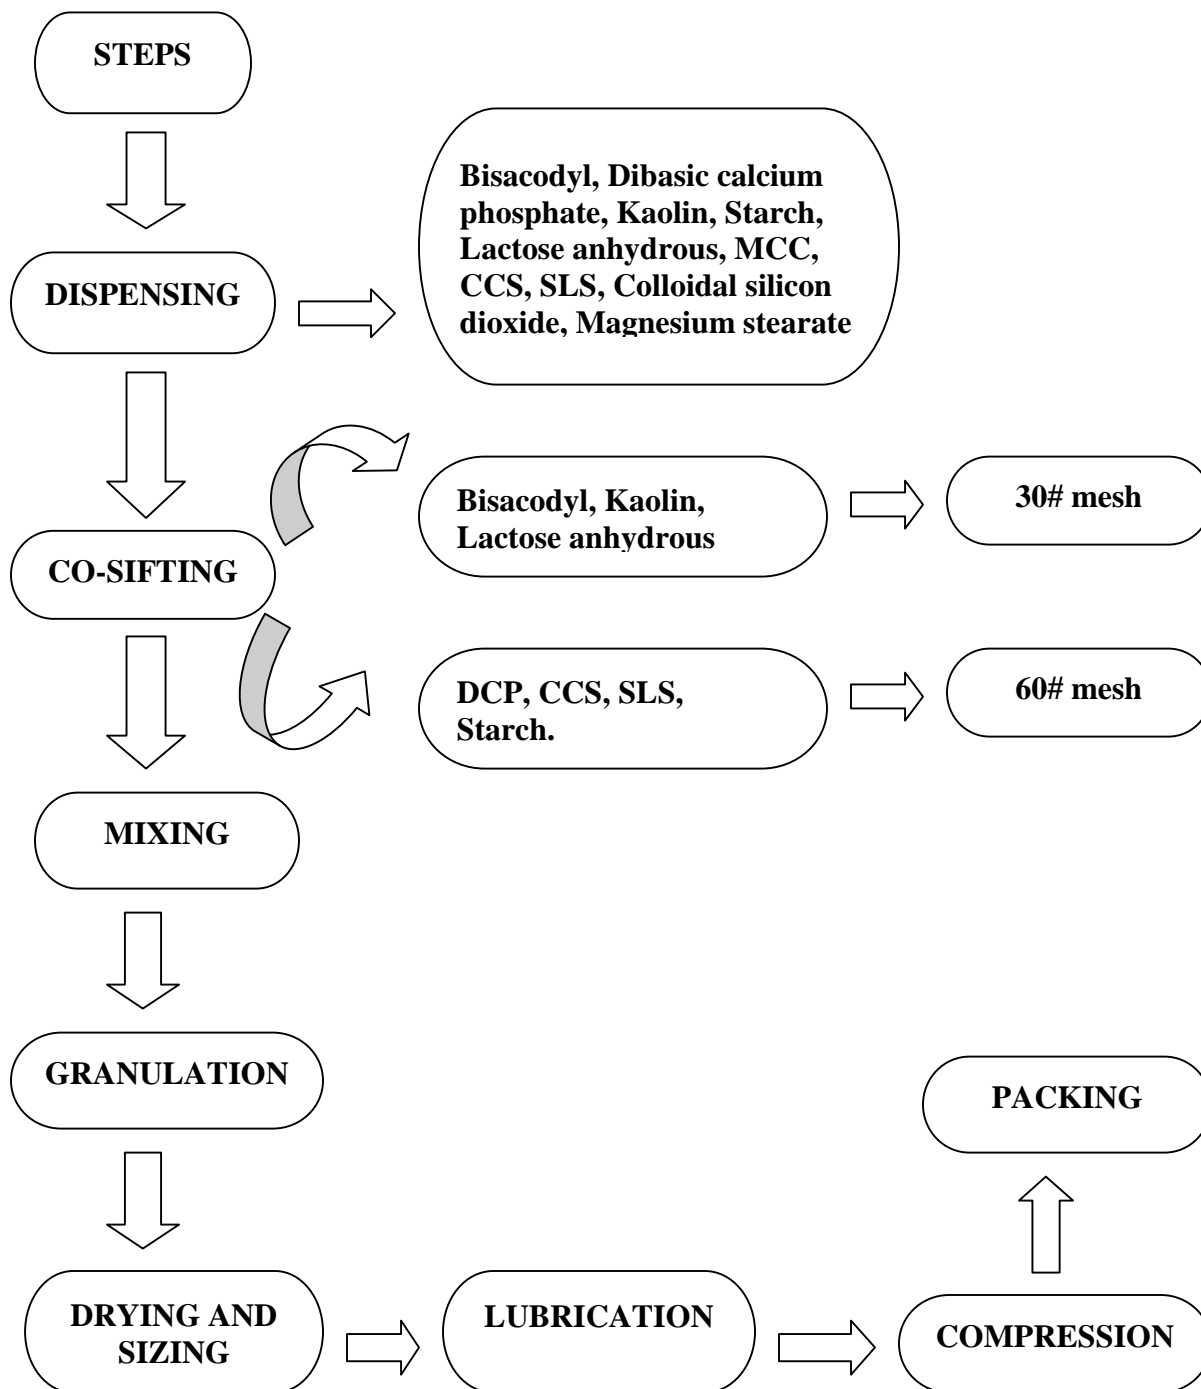 STEPS
Bisacodyl, Dibasic calcium
phosphate, Kaolin, Starch,
Lactose anhydrous, MCC,
CCS, SLS, Colloidal silicon
dioxide, Magnesium stearate
DISPENSING
Bisacodyl, Kaolin,
Lactose anhydrous
30# mesh
CO-SIFTING
DCP, CCS, SLS,
Starch.
60# mesh
MIXING
GRANULATION
PACKING
DRYING AND
SIZING
LUBRICATION
COMPRESSION